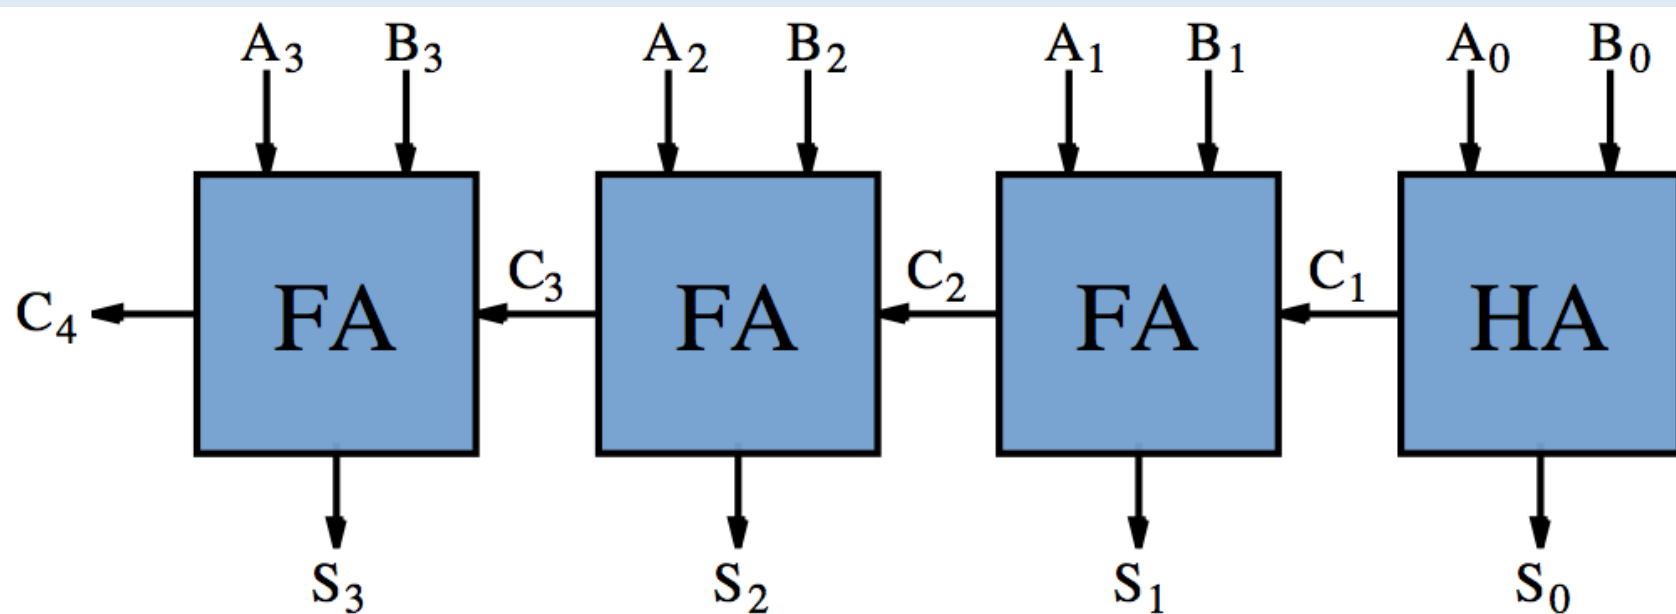 A3 B3 A2 B2 A1 B1 A0 B0
C4 FA C3 FA C2 FA C1 HA
S3 S2 S1 S0